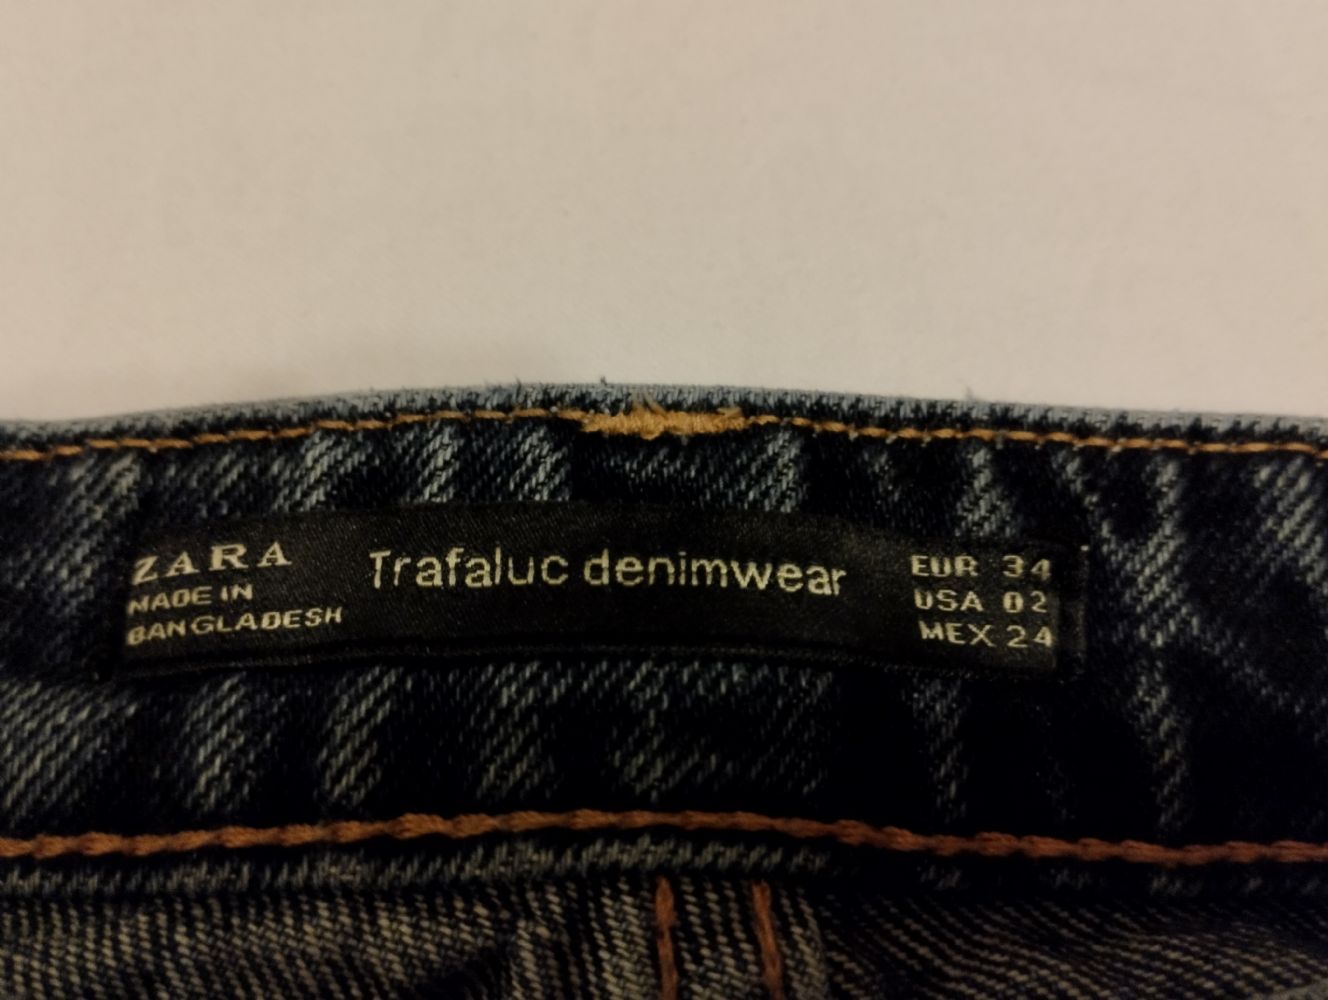 ZARA
MADE IN
BANGLADESH
Trafaluc denimwear
EUR 34
USA 02
MEX 24